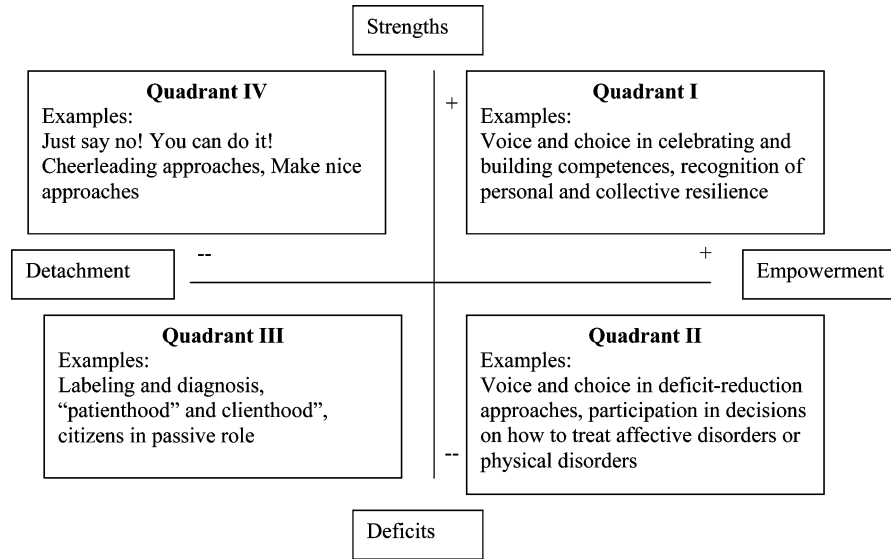 Strengths
Quadrant IV
Examples:
Just say no! You can do it!
Cheerleading approaches, Make nice
approaches
+
Quadrant I
Examples:
Voice and choice in celebrating and
building competences, recognition of
personal and collective resilience
Detachment
--
+
Empowerment
Quadrant III
Examples:
Labeling and diagnosis,
“patienthood” and clienthood”,
citizens in passive role
--
Quadrant II
Examples:
Voice and choice in deficit-reduction
approaches, participation in decisions
on how to treat affective disorders or
physical disorders
Deficits